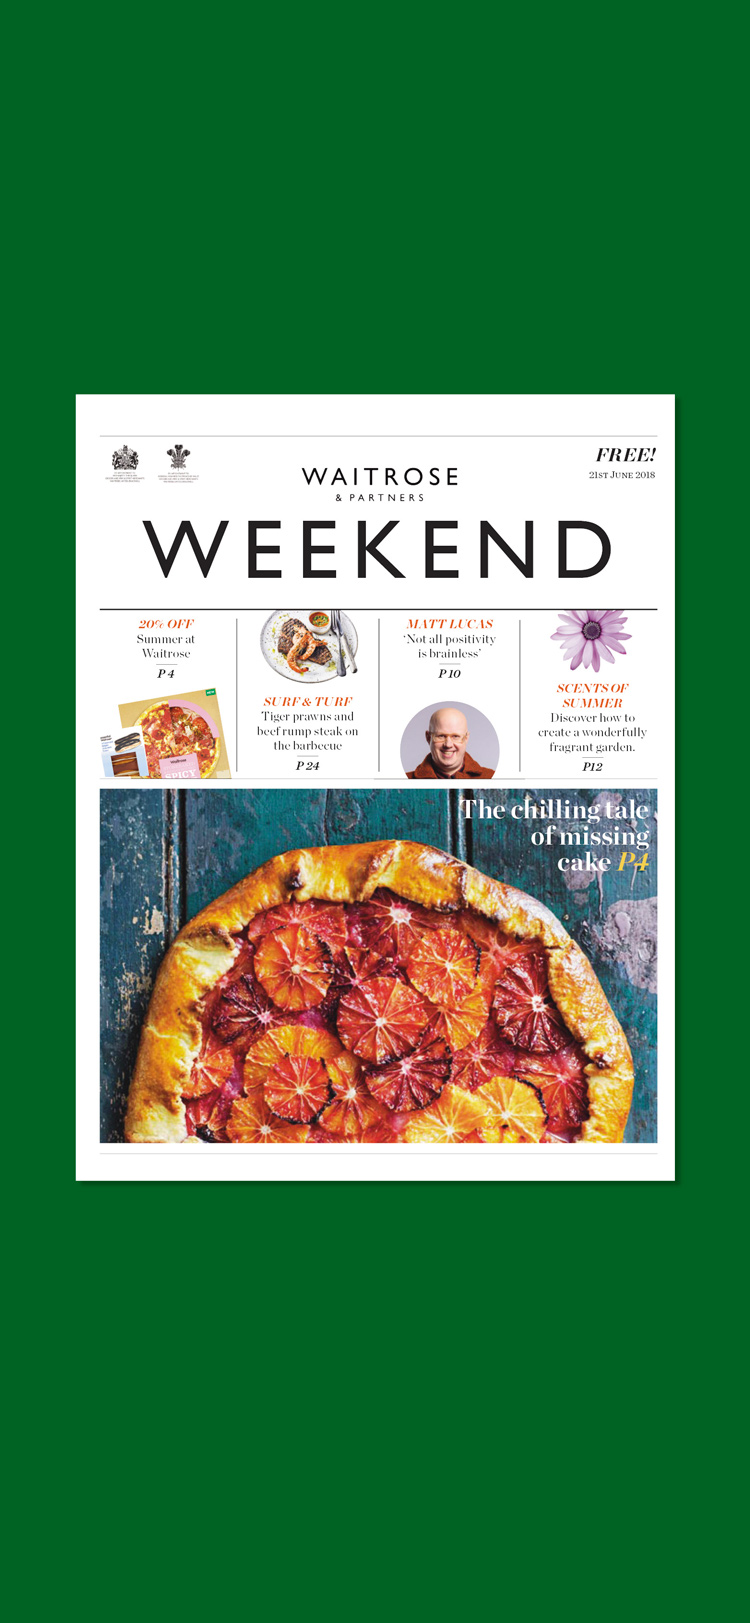 FREE!
21ST JUNE 2018
WAITROSE
& PARTNERS
WEEKEND
20% OFF
Summer at
Waitrose
P 4
SPICY
SURF & TURF
Tiger prawns and
beef rump steak on
the barbecue
P 24
MATT LUCAS
‘Not all positivity
is brainless’
P 10
SCENTS OF
SUMMER
Discover how to
create a wonderfully
fragrant garden.
P12
The chilling tale
of missing
cake P4